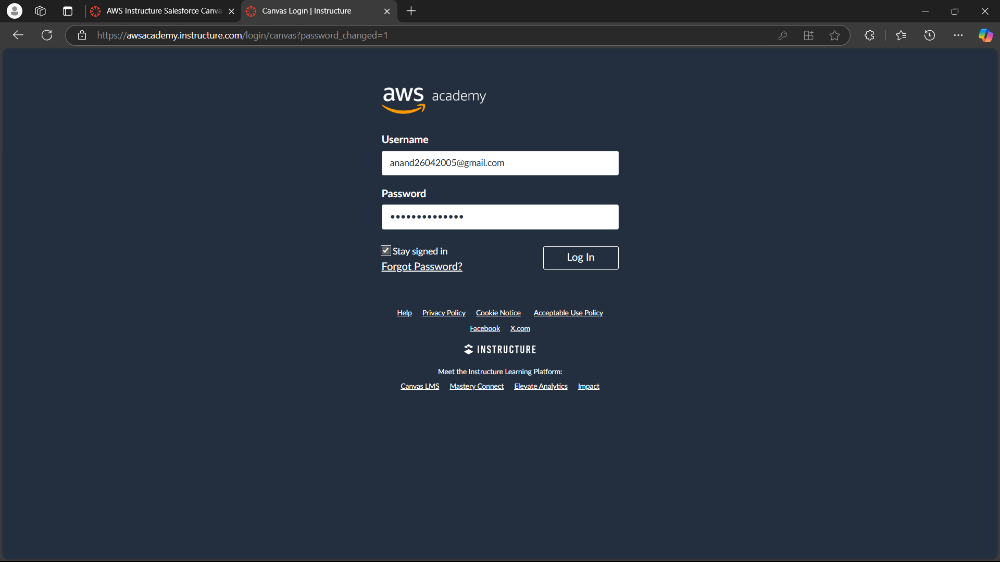 AWS Instructure Salesforce Canva
Canvas Login | Instructure
https://awsacademy.instructure.com/login/canvas?password_changed=1
aws academy
Username
anand26042005@gmail.com
Password
••••••••••••••
Stay signed in
Log In
Forgot Password?
Help Privacy Policy Cookie Notice Acceptable Use Policy
Facebook X.com
INSTRUCTURE
Meet the Instructure Learning Platform:
Canvas LMS Mastery Connect Elevate Analytics Impact